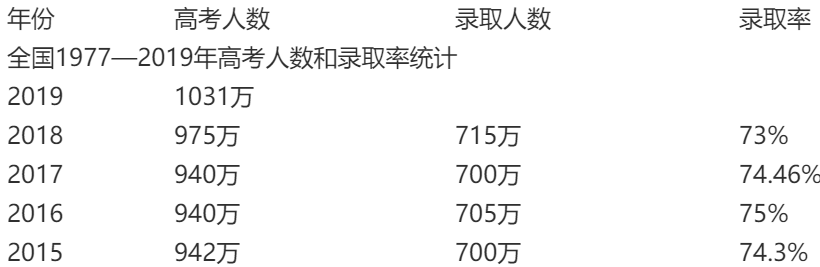 年份 高考人数 录取人数 录取率
全国1977—2019年高考人数和录取率统计
2019 1031万
2018 975万 715万 73%
2017 940万 700万 74.46%
2016 940万 705万 75%
2015 942万 700万 74.3%